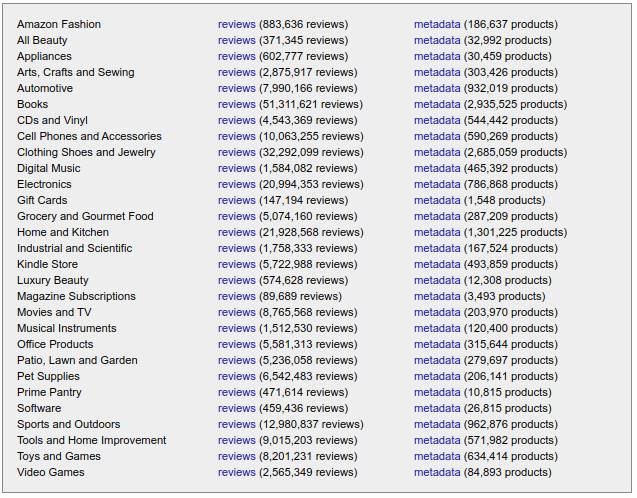 Amazon Fashion reviews (883,636 reviews) metadata (186,637 products)
All Beauty reviews (371,345 reviews) metadata (32,992 products)
Appliances reviews (602,777 reviews) metadata (30,459 products)
Arts, Crafts and Sewing reviews (2,875,917 reviews) metadata (303,426 products)
Automotive reviews (7,990,166 reviews) metadata (932,019 products)
Books reviews (51,311,621 reviews) metadata (2,935,525 products)
CDs and Vinyl reviews (4,543,369 reviews) metadata (544,442 products)
Cell Phones and Accessories reviews (10,063,255 reviews) metadata (590,269 products)
Clothing Shoes and Jewelry reviews (32,292,099 reviews) metadata (2,685,059 products)
Digital Music reviews (1,584,082 reviews) metadata (465,392 products)
Electronics reviews (20,994,353 reviews) metadata (786,868 products)
Gift Cards reviews (147,194 reviews) metadata (1,548 products)
Grocery and Gourmet Food reviews (5,074,160 reviews) metadata (287,209 products)
Home and Kitchen reviews (21,928,568 reviews) metadata (1,301,225 products)
Industrial and Scientific reviews (1,758,333 reviews) metadata (167,524 products)
Kindle Store reviews (5,722,988 reviews) metadata (493,859 products)
Luxury Beauty reviews (574,628 reviews) metadata (12,308 products)
Magazine Subscriptions reviews (89,689 reviews) metadata (3,493 products)
Movies and TV reviews (8,765,568 reviews) metadata (203,970 products)
Musical Instruments reviews (1,512,530 reviews) metadata (120,400 products)
Office Products reviews (5,581,313 reviews) metadata (315,644 products)
Patio, Lawn and Garden reviews (5,236,058 reviews) metadata (279,697 products)
Pet Supplies reviews (6,542,483 reviews) metadata (206,141 products)
Prime Pantry reviews (471,614 reviews) metadata (10,815 products)
Software reviews (459,436 reviews) metadata (26,815 products)
Sports and Outdoors reviews (12,980,837 reviews) metadata (962,876 products)
Tools and Home Improvement reviews (9,015,203 reviews) metadata (571,982 products)
Toys and Games reviews (8,201,231 reviews) metadata (634,414 products)
Video Games reviews (2,565,349 reviews) metadata (84,893 products)